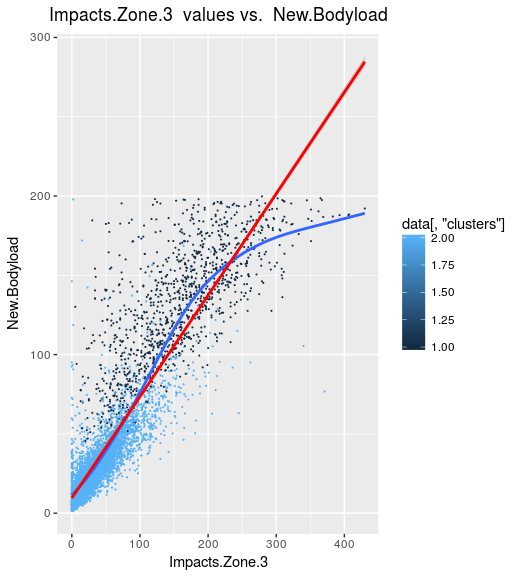 Impacts.Zone.3  values vs.  New.Bodyload
300
200
100
0
New.Bodyload
0 100 200 300 400
Impacts.Zone.3
data[, "clusters"]
2.00
1.75
1.50
1.25
1.00